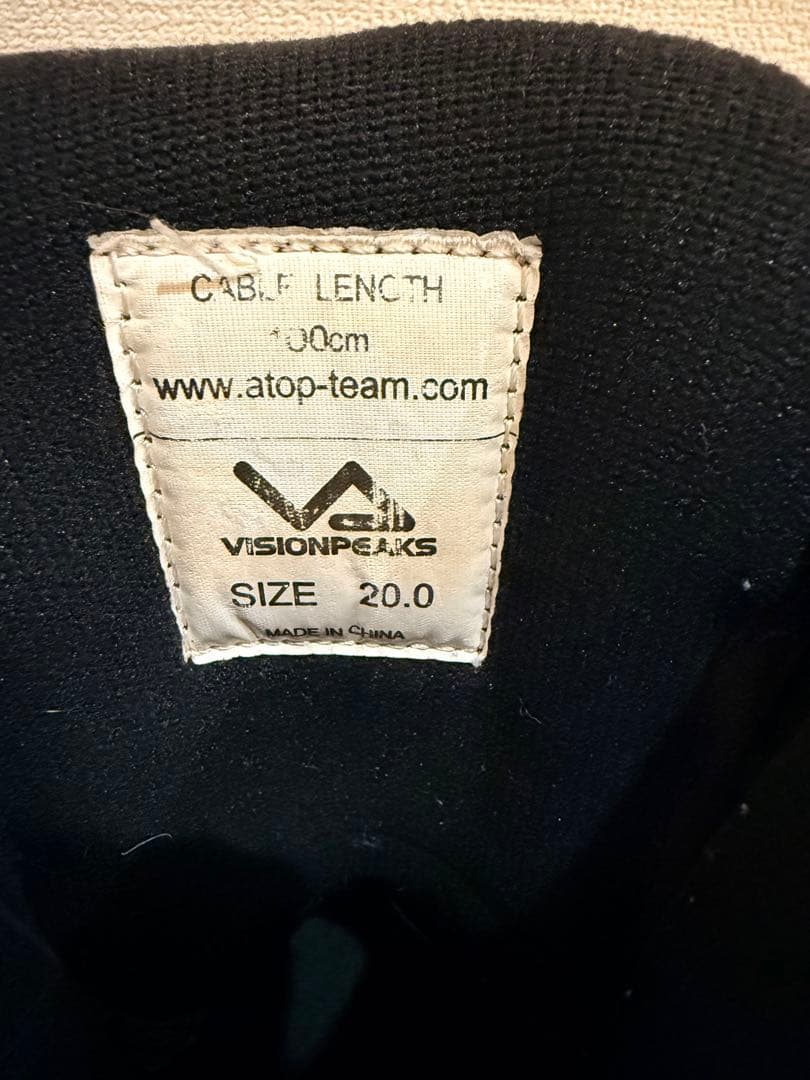 CABLE LENGTH
100cm
www.atop-team.com
VISIONPEAKS
SIZE 20.0
MADE IN CHINA